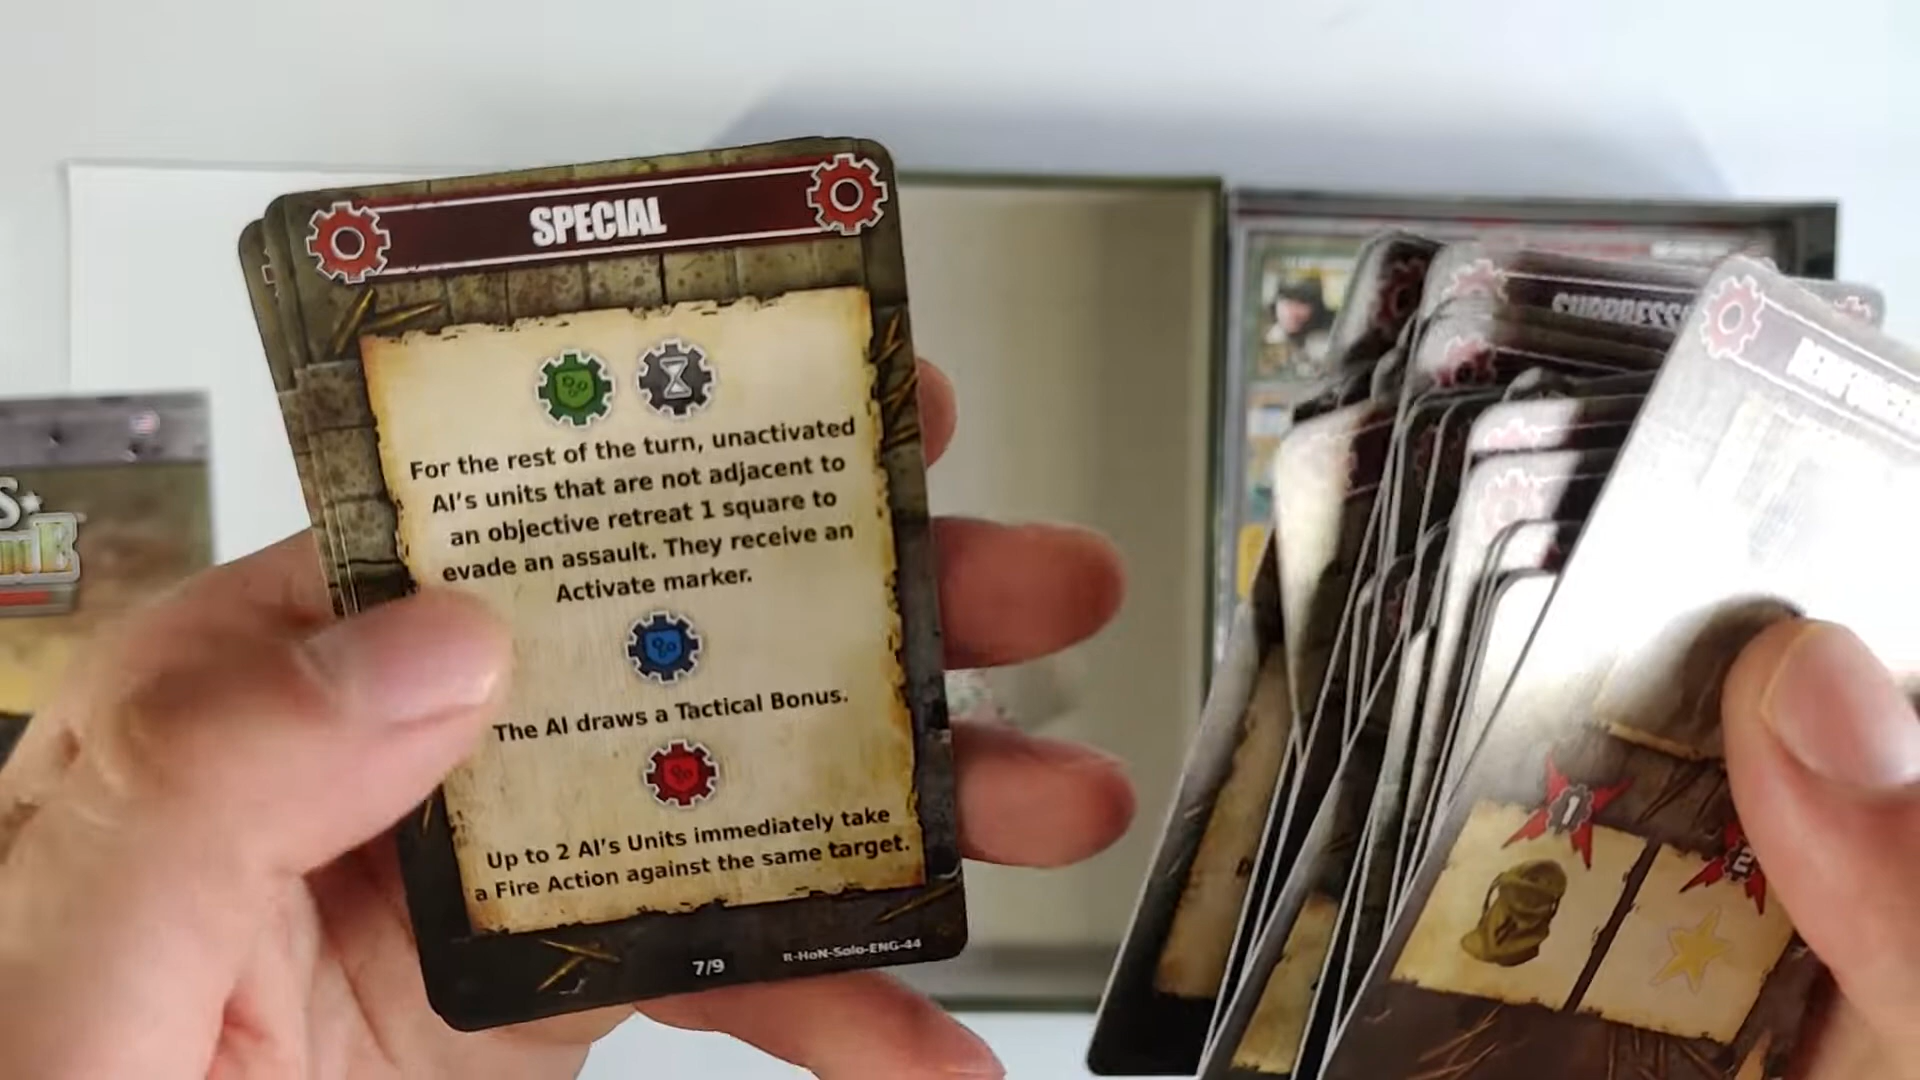 SPECIAL
For the rest of the turn, unactivated
AI's units that are not adjacent to
an objective retreat 1 square to
evade an assault. They receive an
Activate marker.
The AI draws a Tactical Bonus.
Up to 2 AI's Units immediately take
a Fire Action against the same target.
7/9
R-HoN-Solo-ENG-44
1
2